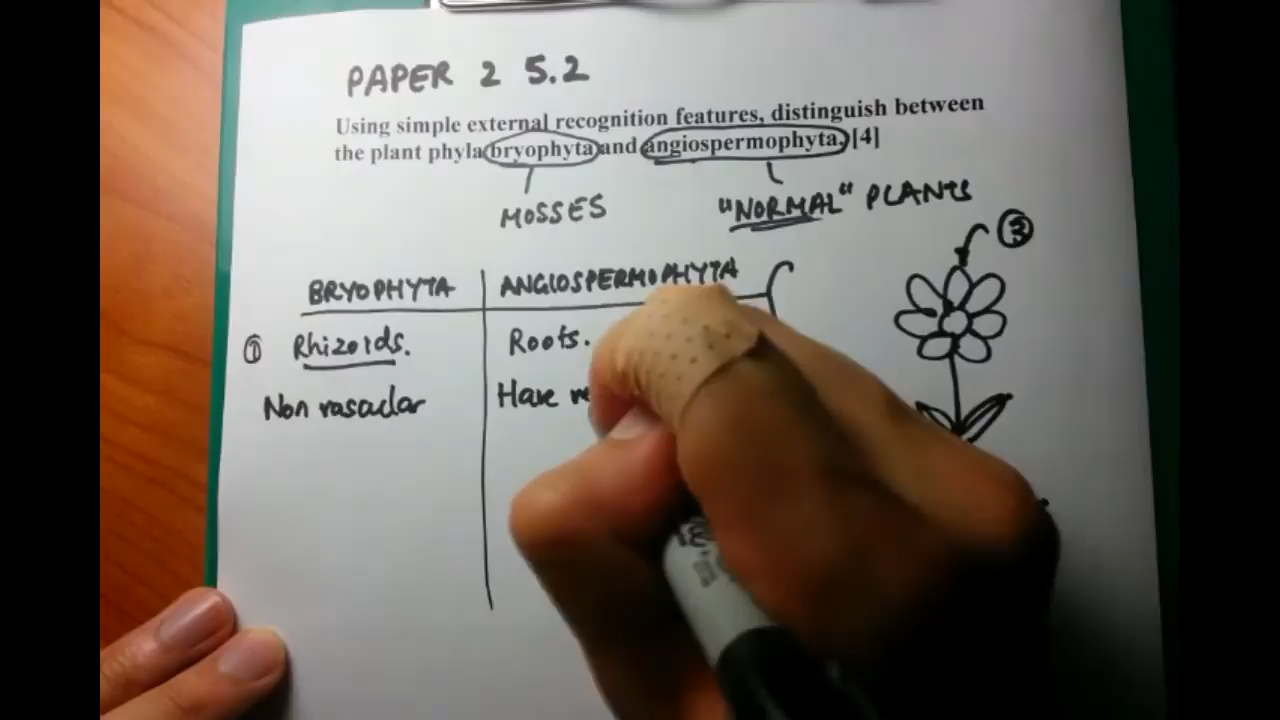 PAPER 2 5.2
Using simple external recognition features, distinguish between
the plant phyla bryophyta and angiospermophyta. [4]
MOSSES
"NORMAL" PLANTS
③
BRYOPHYTA ANGIOSPERMOPHYTA
① Rhizoids. Roots.
Non vascular Have